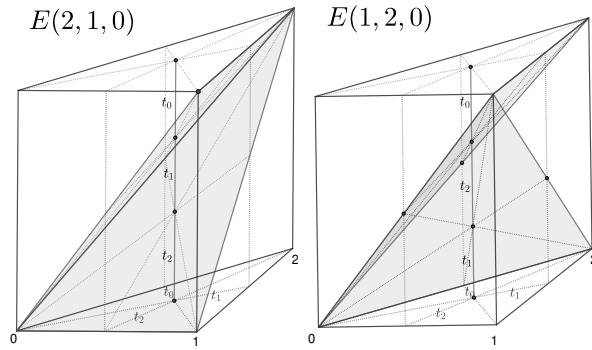 E(2,1,0)
E(1,2,0)
t₀
t₁
t₂
t₀
t₁
t₂
0
1
2
t₀
t₂
t₁
t₀
t₁
t₂
0
1
2